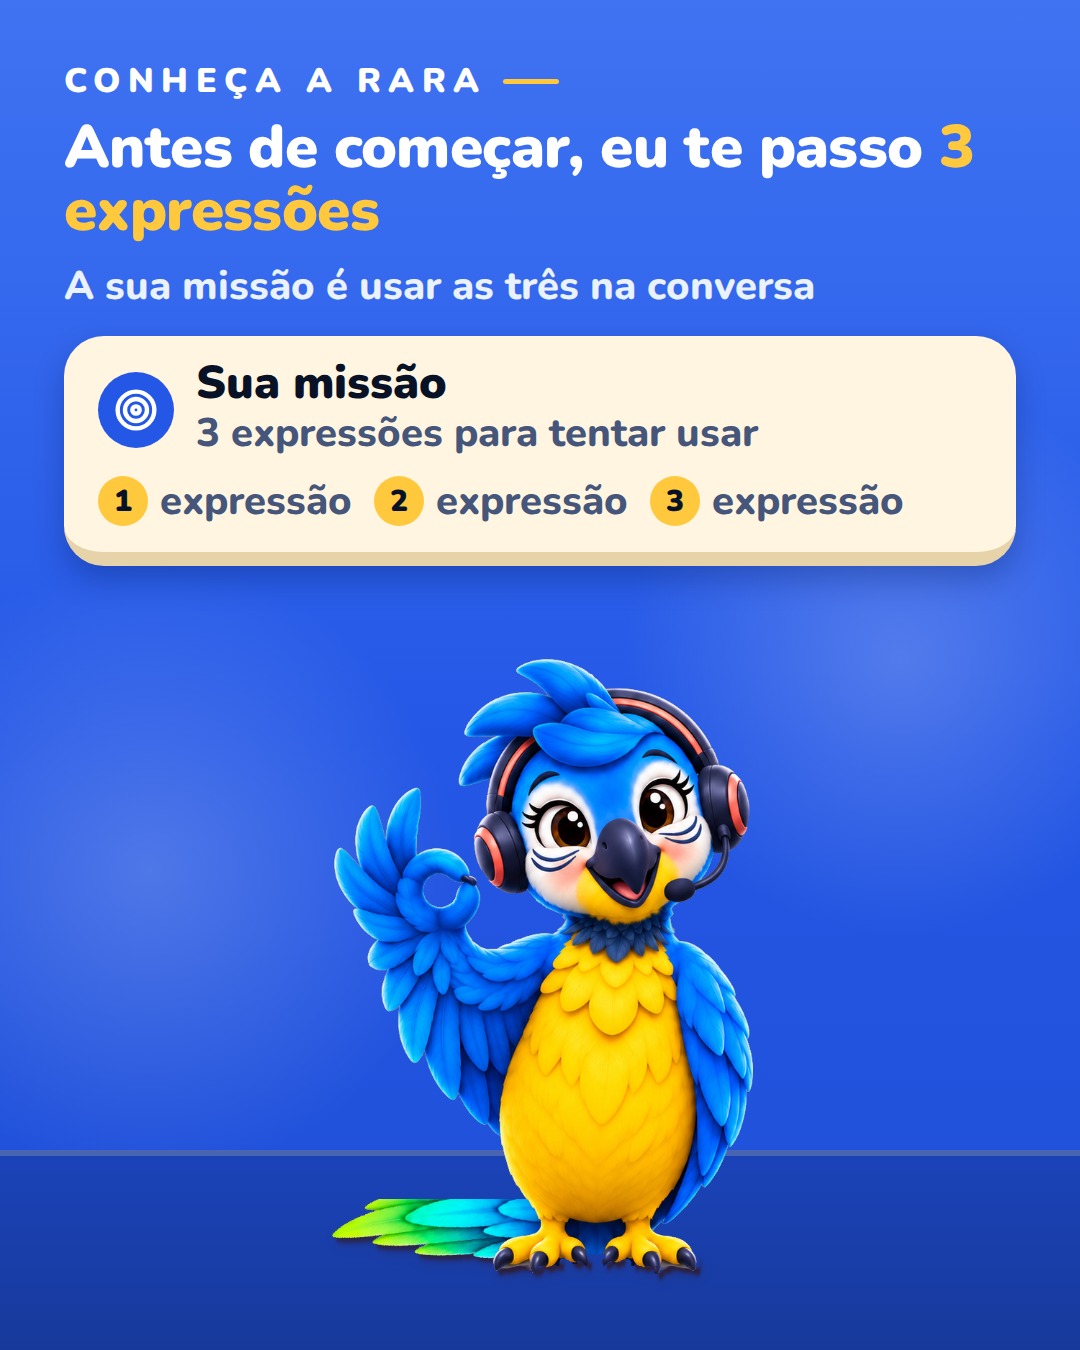 CONHEÇA A RARA
Antes de começar, eu te passo 3
expressões
A sua missão é usar as três na conversa
Sua missão
3 expressões para tentar usar
1 expressão 2 expressão 3 expressão